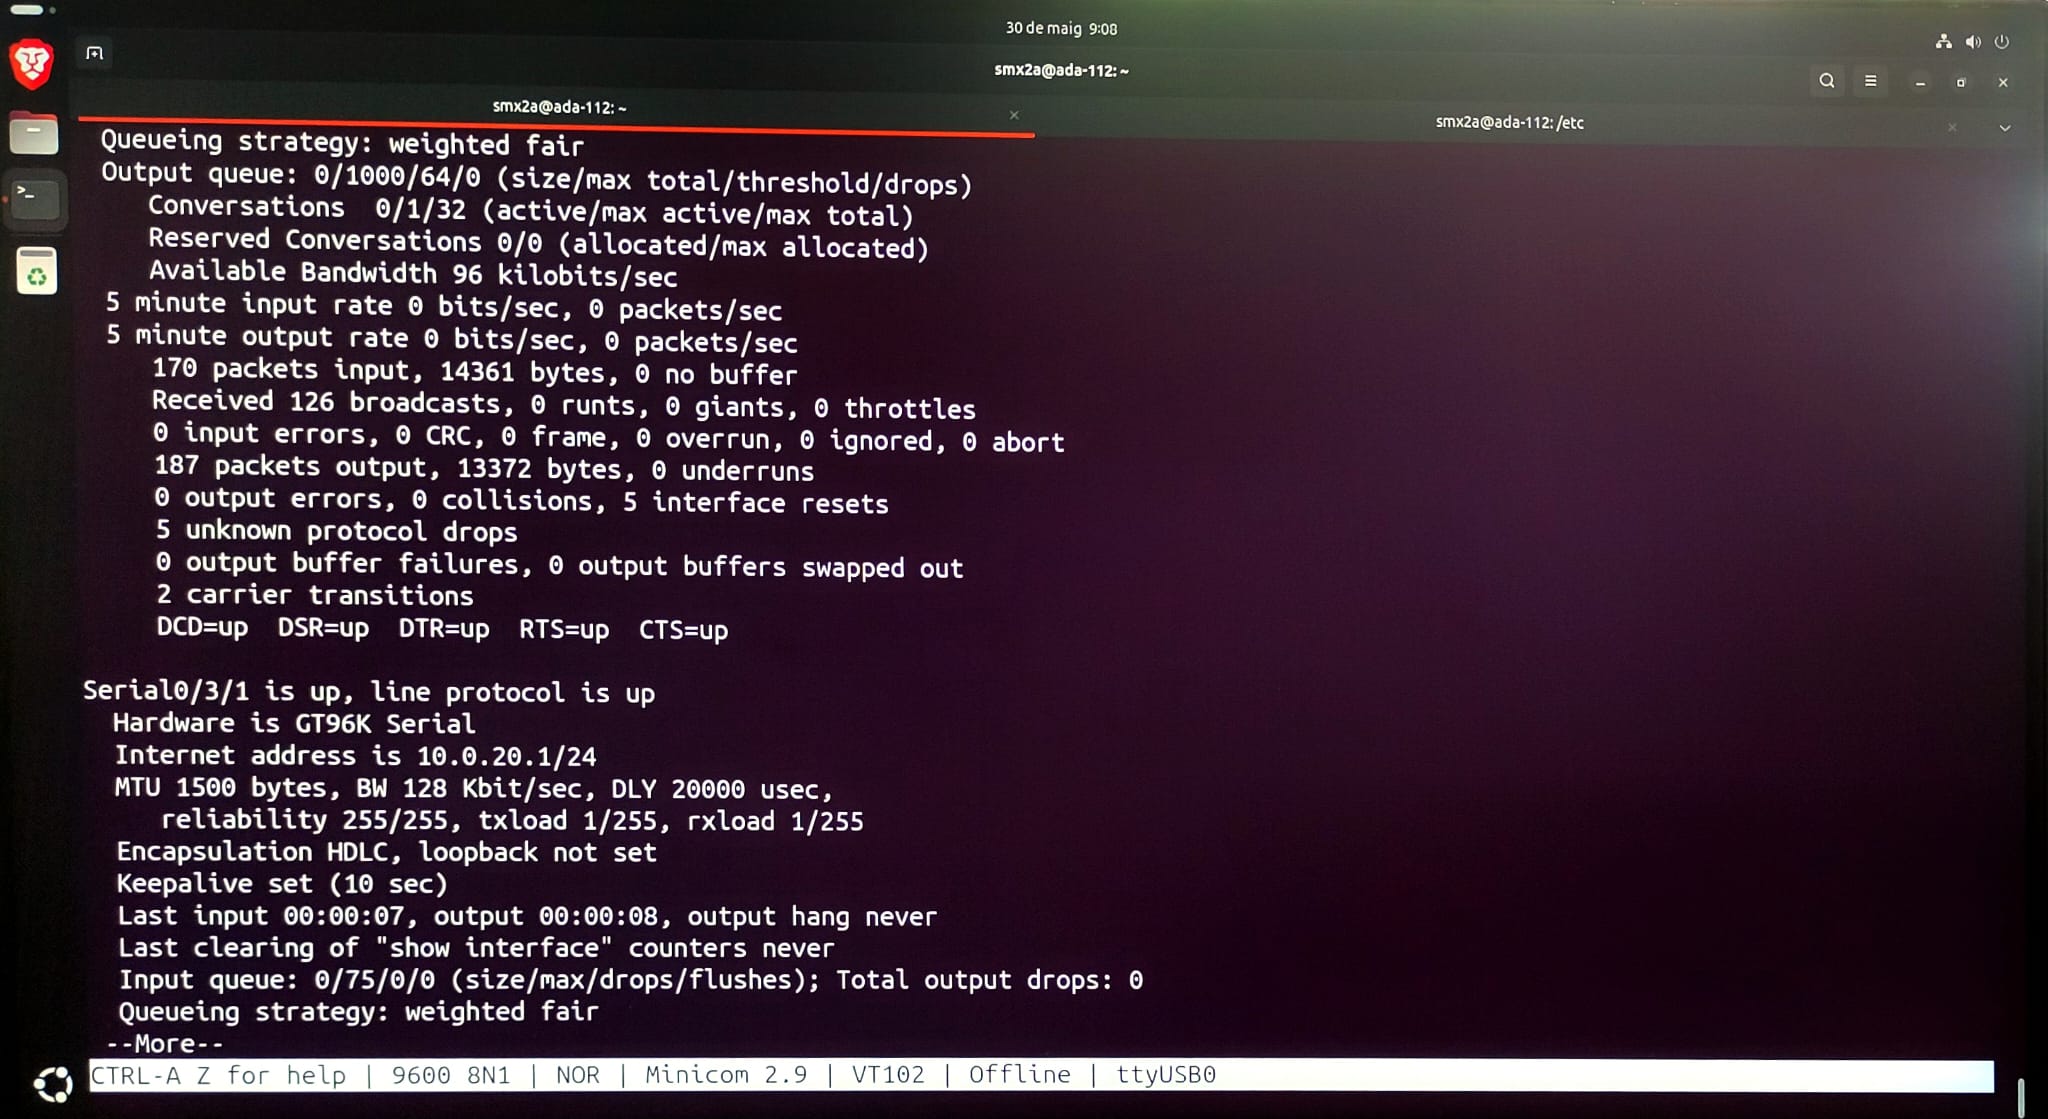 30 de maig 9:08
smx2a@ada-112: ~
smx2a@ada-112: ~
smx2a@ada-112: /etc
Queueing strategy: weighted fair
Output queue: 0/1000/64/0 (size/max total/threshold/drops)
Conversations  0/1/32 (active/max active/max total)
Reserved Conversations 0/0 (allocated/max allocated)
Available Bandwidth 96 kilobits/sec
5 minute input rate 0 bits/sec, 0 packets/sec
5 minute output rate 0 bits/sec, 0 packets/sec
170 packets input, 14361 bytes, 0 no buffer
Received 126 broadcasts, 0 runts, 0 giants, 0 throttles
0 input errors, 0 CRC, 0 frame, 0 overrun, 0 ignored, 0 abort
187 packets output, 13372 bytes, 0 underruns
0 output errors, 0 collisions, 5 interface resets
5 unknown protocol drops
0 output buffer failures, 0 output buffers swapped out
2 carrier transitions
DCD=up  DSR=up  DTR=up  RTS=up  CTS=up
Serial0/3/1 is up, line protocol is up
Hardware is GT96K Serial
Internet address is 10.0.20.1/24
MTU 1500 bytes, BW 128 Kbit/sec, DLY 20000 usec,
reliability 255/255, txload 1/255, rxload 1/255
Encapsulation HDLC, loopback not set
Keepalive set (10 sec)
Last input 00:00:07, output 00:00:08, output hang never
Last clearing of "show interface" counters never
Input queue: 0/75/0/0 (size/max/drops/flushes); Total output drops: 0
Queueing strategy: weighted fair
--More--
CTRL-A Z for help | 9600 8N1 | NOR | Minicom 2.9 | VT102 | Offline | ttyUSB0